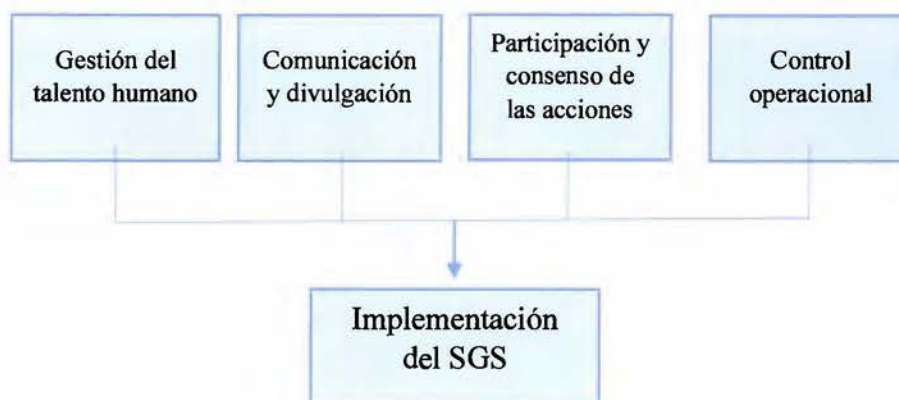 Gestión del
talento humano
Comunicación
y divulgación
Participación y
consenso de
las acciones
Control
operacional
Implementación
del SGS